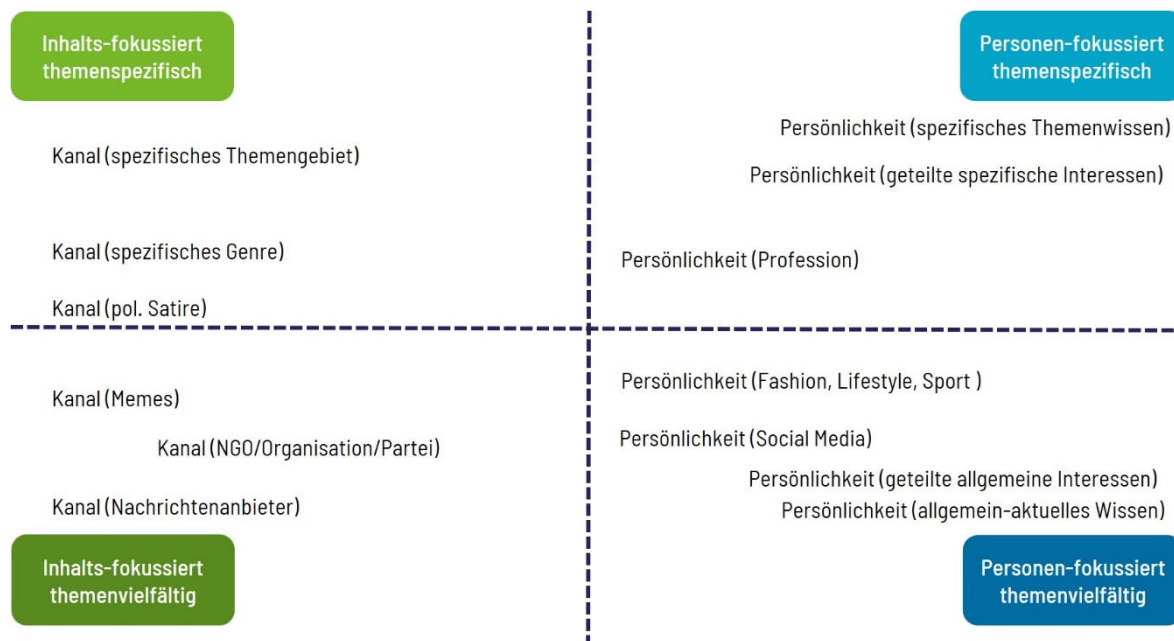 Inhalts-fokussiert
themenspezifisch
Kanal (spezifisches Themengebiet)
Kanal (spezifisches Genre)
Kanal (pol. Satire)
Personen-fokussiert
themenspezifisch
Persönlichkeit (spezifisches Themenwissen)
Persönlichkeit (geteilte spezifische Interessen)
Persönlichkeit (Profession)
Kanal (Memes)
Kanal (NGO/Organisation/Partei)
Kanal (Nachrichtenanbieter)
Inhalts-fokussiert
themenvielfältig
Persönlichkeit (Fashion, Lifestyle, Sport )
Persönlichkeit (Social Media)
Persönlichkeit (geteilte allgemeine Interessen)
Persönlichkeit (allgemein-aktuelles Wissen)
Personen-fokussiert
themenvielfältig